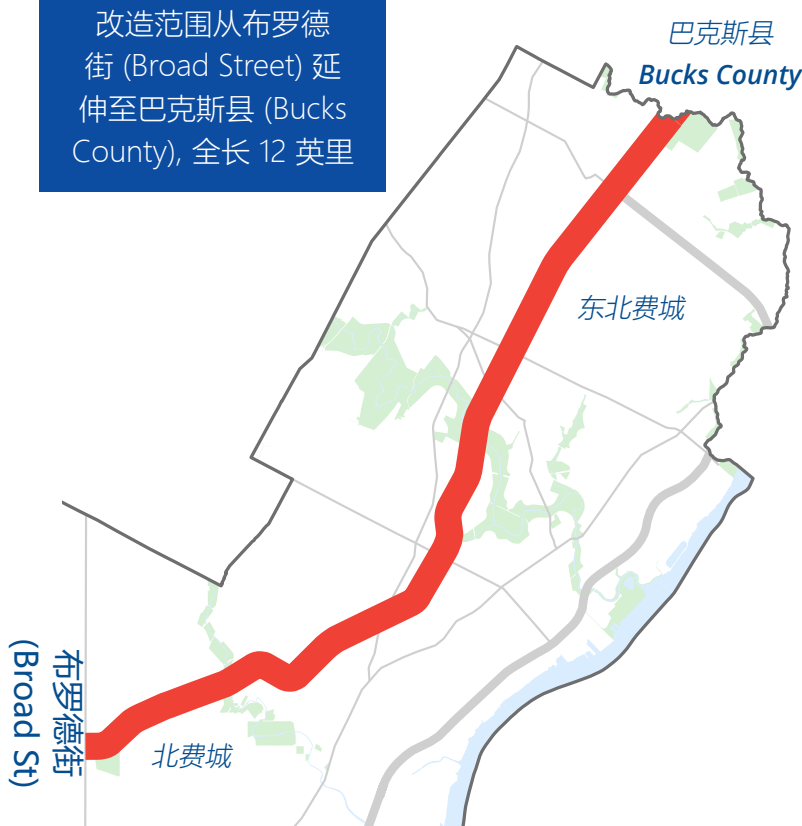 改造范围从布罗德
街 (Broad Street) 延
伸至巴克斯县 (Bucks
County), 全长 12 英里
巴克斯县
Bucks County
东北费城
布罗德街
(Broad St)
北费城